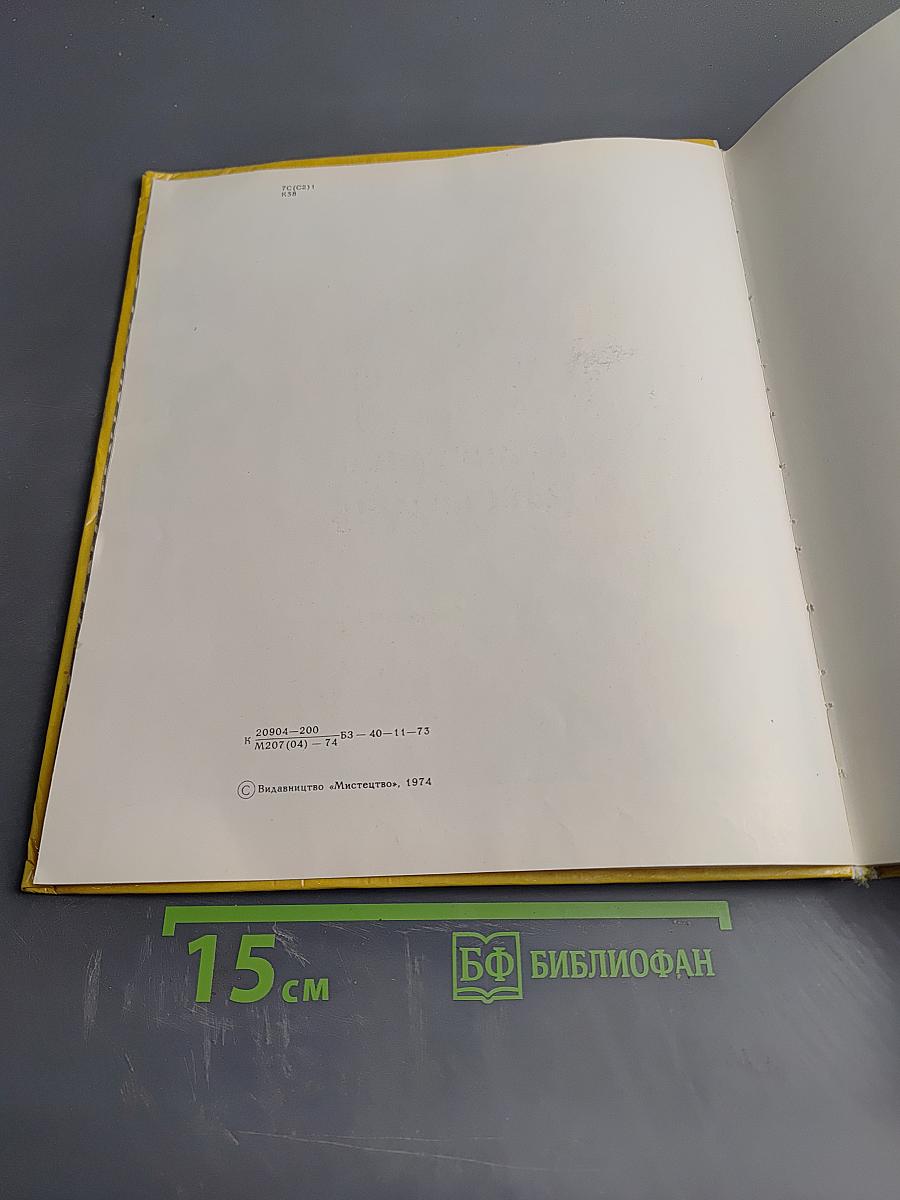 7С(С2)1
К38
К 20904—200 БЗ — 40—11—73
М207(04) — 74
© Видавництво «Мистецтво», 1974
15 см
БФ БИБЛИОФАН